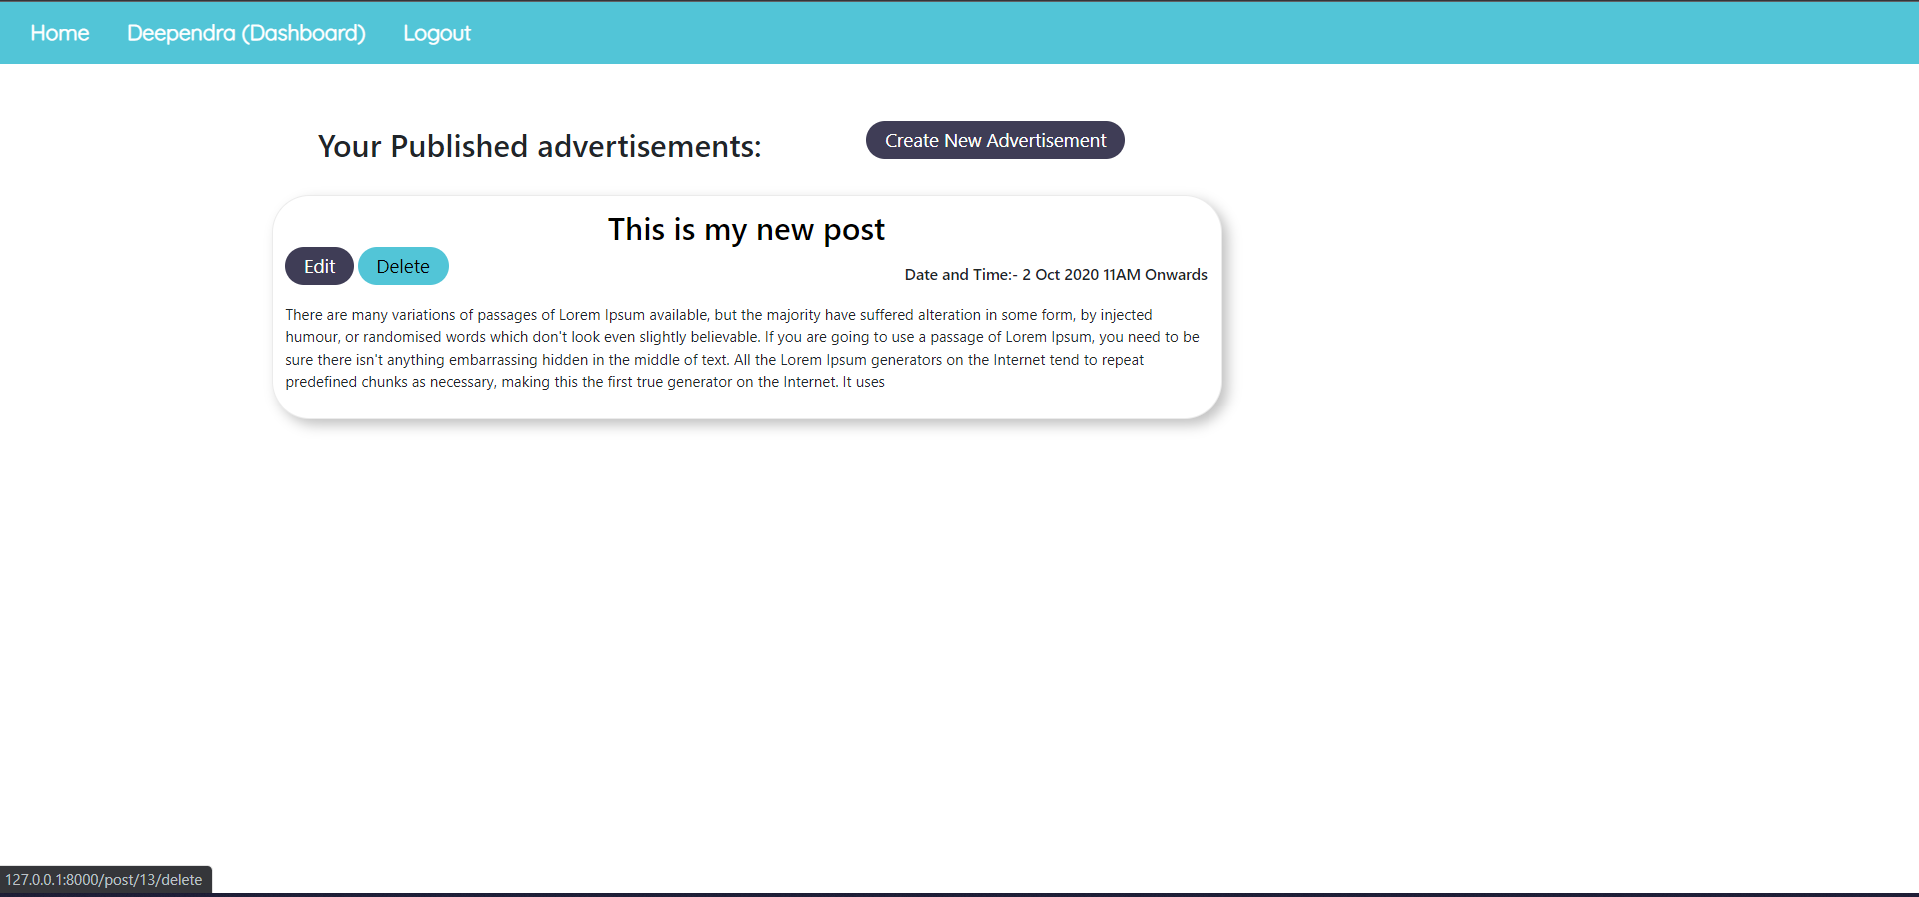 Home Deependra (Dashboard) Logout
Your Published advertisements:
Create New Advertisement
This is my new post
Edit Delete
Date and Time:- 2 Oct 2020 11AM Onwards
There are many variations of passages of Lorem Ipsum available, but the majority have suffered alteration in some form, by injected
humour, or randomised words which don't look even slightly believable. If you are going to use a passage of Lorem Ipsum, you need to be
sure there isn't anything embarrassing hidden in the middle of text. All the Lorem Ipsum generators on the Internet tend to repeat
predefined chunks as necessary, making this the first true generator on the Internet. It uses
127.0.0.1:8000/post/13/delete